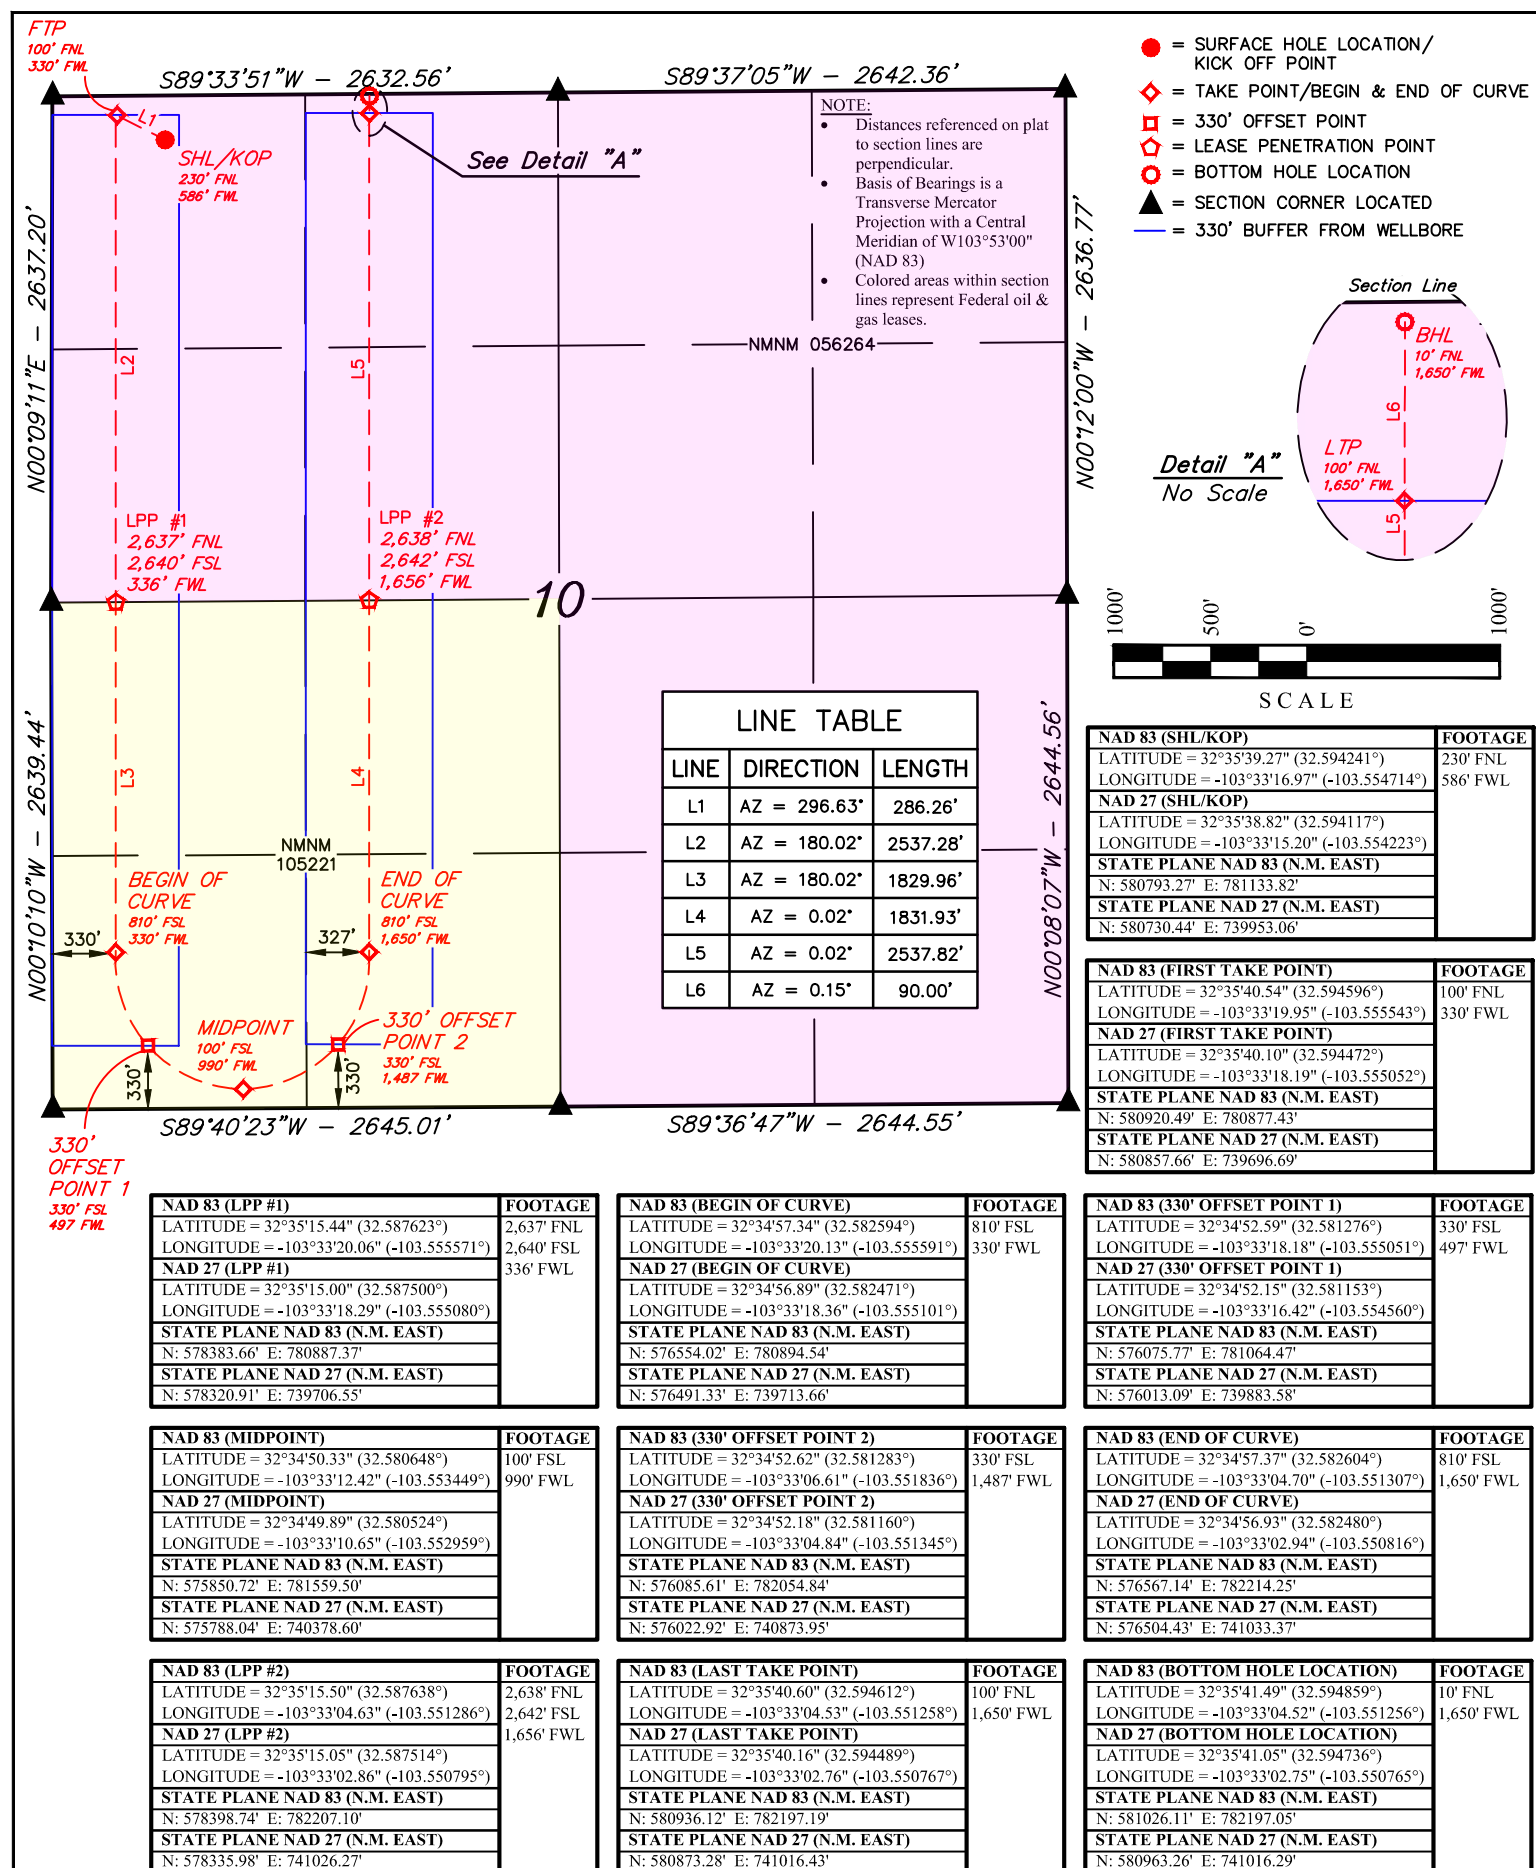 FTP
100' FNL
330' FWL
S89°33'51"W – 2632.56'
S89°37'05"W – 2642.36'
L1
SHL/KOP
230' FNL
586' FWL
See Detail "A"
NOTE:
• Distances referenced on plat
to section lines are
perpendicular.
• Basis of Bearings is a
Transverse Mercator
Projection with a Central
Meridian of W103°53'00"
(NAD 83)
• Colored areas within section
lines represent Federal oil &
gas leases.
= SURFACE HOLE LOCATION/
KICK OFF POINT
= TAKE POINT/BEGIN & END OF CURVE
= 330' OFFSET POINT
= LEASE PENETRATION POINT
= BOTTOM HOLE LOCATION
= SECTION CORNER LOCATED
= 330' BUFFER FROM WELLBORE
N00°09'11"E – 2637.20'
L2
L5
NMNM 056264
N00°12'00"W – 2636.77'
Section Line
BHL
10' FNL
1,650' FWL
L6
LTP
100' FNL
1,650' FWL
L5
Detail "A"
No Scale
LPP #1
2,637' FNL
2,640' FSL
336' FWL
LPP #2
2,638' FNL
2,642' FSL
1,656' FWL
10
1000'
500'
0'
1000'
SCALE
N00°10'10"W – 2639.44'
L3
L4
NMNM
105221
BEGIN OF
CURVE
810' FSL
330' FWL
END OF
CURVE
810' FSL
1,650' FWL
330'
327'
MIDPOINT
100' FSL
990' FWL
330' OFFSET
POINT 2
330' FSL
1,487 FWL
330'
330'
330'
OFFSET
POINT 1
330' FSL
497 FWL
S89°40'23"W – 2645.01'
S89°36'47"W – 2644.55'
N00°08'07"W – 2644.56'
LINE TABLE
LINE DIRECTION LENGTH
L1 AZ = 296.63° 286.26'
L2 AZ = 180.02° 2537.28'
L3 AZ = 180.02° 1829.96'
L4 AZ = 0.02° 1831.93'
L5 AZ = 0.02° 2537.82'
L6 AZ = 0.15° 90.00'
NAD 83 (SHL/KOP) FOOTAGE
LATITUDE = 32°35'39.27" (32.594241°) 230' FNL
LONGITUDE = -103°33'16.97" (-103.554714°) 586' FWL
NAD 27 (SHL/KOP)
LATITUDE = 32°35'38.82" (32.594117°)
LONGITUDE = -103°33'15.20" (-103.554223°)
STATE PLANE NAD 83 (N.M. EAST)
N: 580793.27' E: 781133.82'
STATE PLANE NAD 27 (N.M. EAST)
N: 580730.44' E: 739953.06'
NAD 83 (FIRST TAKE POINT) FOOTAGE
LATITUDE = 32°35'40.54" (32.594596°) 100' FNL
LONGITUDE = -103°33'19.95" (-103.555543°) 330' FWL
NAD 27 (FIRST TAKE POINT)
LATITUDE = 32°35'40.10" (32.594472°)
LONGITUDE = -103°33'18.19" (-103.555052°)
STATE PLANE NAD 83 (N.M. EAST)
N: 580920.49' E: 780877.43'
STATE PLANE NAD 27 (N.M. EAST)
N: 580857.66' E: 739696.69'
NAD 83 (LPP #1) FOOTAGE
LATITUDE = 32°35'15.44" (32.587623°) 2,637' FNL
LONGITUDE = -103°33'20.06" (-103.555571°) 2,640' FSL
NAD 27 (LPP #1) 336' FWL
LATITUDE = 32°35'15.00" (32.587500°)
LONGITUDE = -103°33'18.29" (-103.555080°)
STATE PLANE NAD 83 (N.M. EAST)
N: 578383.66' E: 780887.37'
STATE PLANE NAD 27 (N.M. EAST)
N: 578320.91' E: 739706.55'
NAD 83 (BEGIN OF CURVE) FOOTAGE
LATITUDE = 32°34'57.34" (32.582594°) 810' FSL
LONGITUDE = -103°33'20.13" (-103.555591°) 330' FWL
NAD 27 (BEGIN OF CURVE)
LATITUDE = 32°34'56.89" (32.582471°)
LONGITUDE = -103°33'18.36" (-103.555101°)
STATE PLANE NAD 83 (N.M. EAST)
N: 576554.02' E: 780894.54'
STATE PLANE NAD 27 (N.M. EAST)
N: 576491.33' E: 739713.66'
NAD 83 (330' OFFSET POINT 1) FOOTAGE
LATITUDE = 32°34'52.59" (32.581276°) 330' FSL
LONGITUDE = -103°33'18.18" (-103.555051°) 497' FWL
NAD 27 (330' OFFSET POINT 1)
LATITUDE = 32°34'52.15" (32.581153°)
LONGITUDE = -103°33'16.42" (-103.554560°)
STATE PLANE NAD 83 (N.M. EAST)
N: 576075.77' E: 781064.47'
STATE PLANE NAD 27 (N.M. EAST)
N: 576013.09' E: 739883.58'
NAD 83 (MIDPOINT) FOOTAGE
LATITUDE = 32°34'50.33" (32.580648°) 100' FSL
LONGITUDE = -103°33'12.42" (-103.553449°) 990' FWL
NAD 27 (MIDPOINT)
LATITUDE = 32°34'49.89" (32.580524°)
LONGITUDE = -103°33'10.65" (-103.552959°)
STATE PLANE NAD 83 (N.M. EAST)
N: 575850.72' E: 781559.50'
STATE PLANE NAD 27 (N.M. EAST)
N: 575788.04' E: 740378.60'
NAD 83 (330' OFFSET POINT 2) FOOTAGE
LATITUDE = 32°34'52.62" (32.581283°) 330' FSL
LONGITUDE = -103°33'06.61" (-103.551836°) 1,487' FWL
NAD 27 (330' OFFSET POINT 2)
LATITUDE = 32°34'52.18" (32.581160°)
LONGITUDE = -103°33'04.84" (-103.551345°)
STATE PLANE NAD 83 (N.M. EAST)
N: 576085.61' E: 782054.84'
STATE PLANE NAD 27 (N.M. EAST)
N: 576022.92' E: 740873.95'
NAD 83 (END OF CURVE) FOOTAGE
LATITUDE = 32°34'57.37" (32.582604°) 810' FSL
LONGITUDE = -103°33'04.70" (-103.551307°) 1,650' FWL
NAD 27 (END OF CURVE)
LATITUDE = 32°34'56.93" (32.582480°)
LONGITUDE = -103°33'02.94" (-103.550816°)
STATE PLANE NAD 83 (N.M. EAST)
N: 576567.14' E: 782214.25'
STATE PLANE NAD 27 (N.M. EAST)
N: 576504.43' E: 741033.37'
NAD 83 (LPP #2) FOOTAGE
LATITUDE = 32°35'15.50" (32.587638°) 2,638' FNL
LONGITUDE = -103°33'04.63" (-103.551286°) 2,642' FSL
NAD 27 (LPP #2) 1,656' FWL
LATITUDE = 32°35'15.05" (32.587514°)
LONGITUDE = -103°33'02.86" (-103.550795°)
STATE PLANE NAD 83 (N.M. EAST)
N: 578398.74' E: 782207.10'
STATE PLANE NAD 27 (N.M. EAST)
N: 578335.98' E: 741026.27'
NAD 83 (LAST TAKE POINT) FOOTAGE
LATITUDE = 32°35'40.60" (32.594612°) 100' FNL
LONGITUDE = -103°33'04.53" (-103.551258°) 1,650' FWL
NAD 27 (LAST TAKE POINT)
LATITUDE = 32°35'40.16" (32.594489°)
LONGITUDE = -103°33'02.76" (-103.550767°)
STATE PLANE NAD 83 (N.M. EAST)
N: 580936.12' E: 782197.19'
STATE PLANE NAD 27 (N.M. EAST)
N: 580873.28' E: 741016.43'
NAD 83 (BOTTOM HOLE LOCATION) FOOTAGE
LATITUDE = 32°35'41.49" (32.594859°) 10' FNL
LONGITUDE = -103°33'04.52" (-103.551256°) 1,650' FWL
NAD 27 (BOTTOM HOLE LOCATION)
LATITUDE = 32°35'41.05" (32.594736°)
LONGITUDE = -103°33'02.75" (-103.550765°)
STATE PLANE NAD 83 (N.M. EAST)
N: 581026.11' E: 782197.05'
STATE PLANE NAD 27 (N.M. EAST)
N: 580963.26' E: 741016.29'